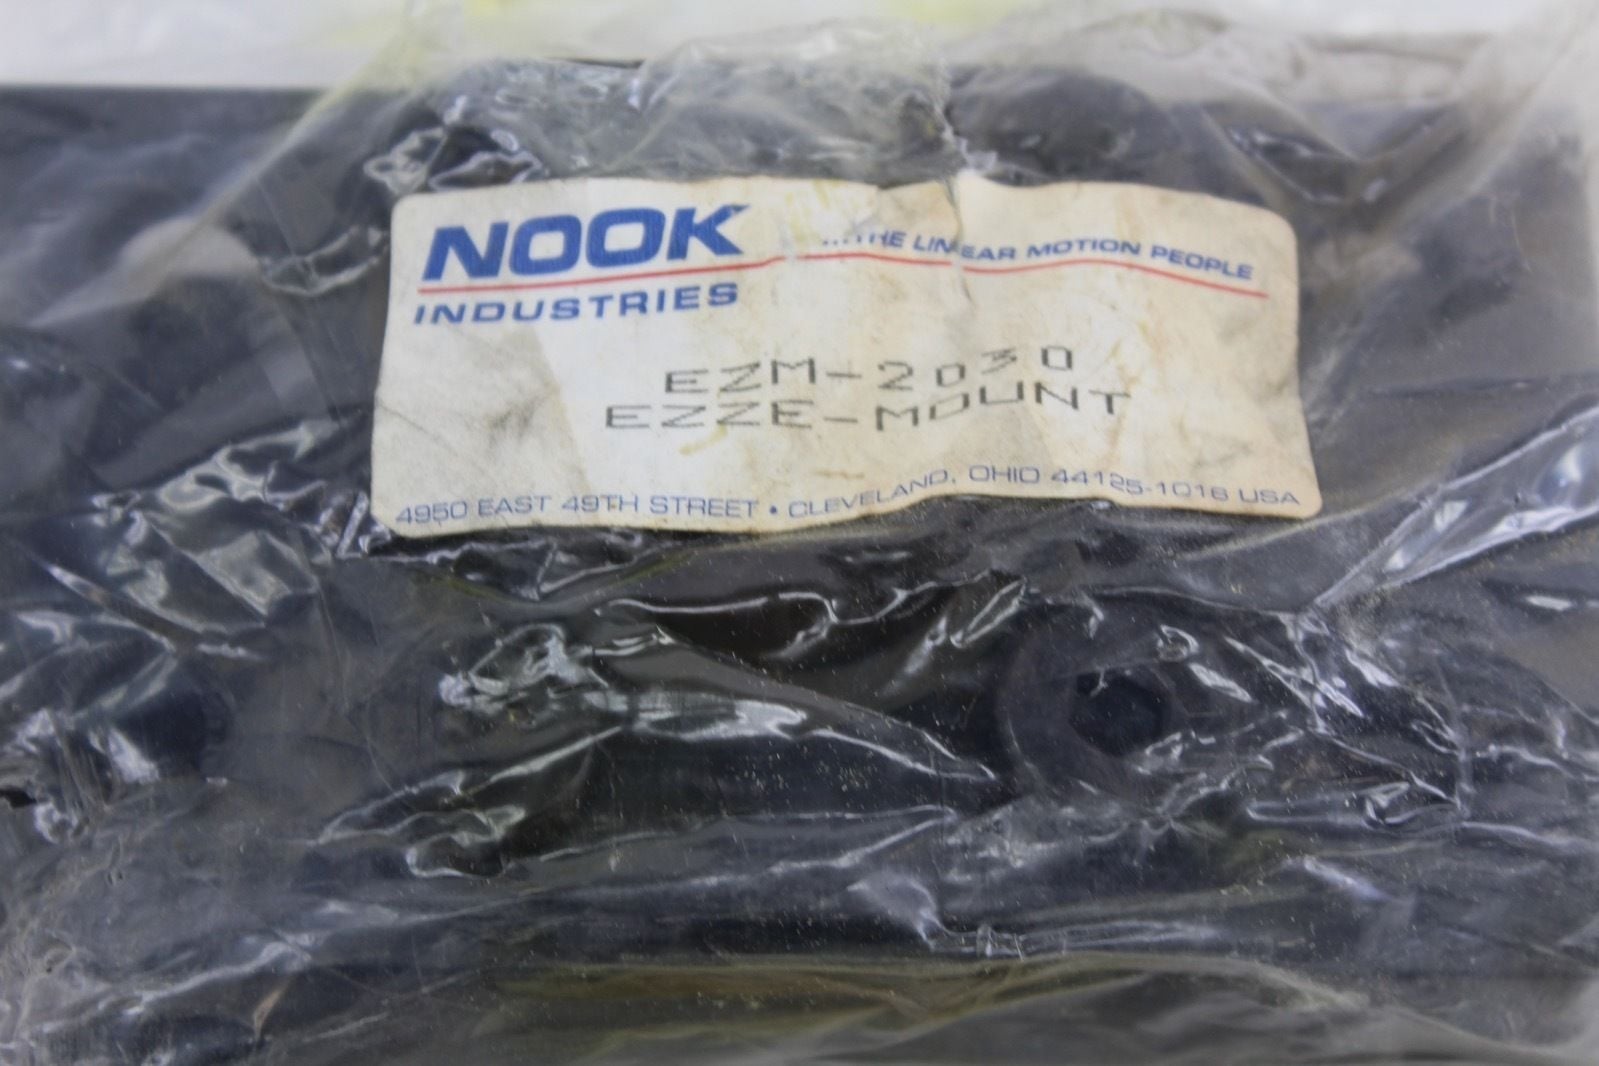 NOOK
INDUSTRIES
...THE LINEAR MOTION PEOPLE
EZM-2030
EZZE-MOUNT
4950 EAST 49TH STREET • CLEVELAND, OHIO 44125-1016 USA